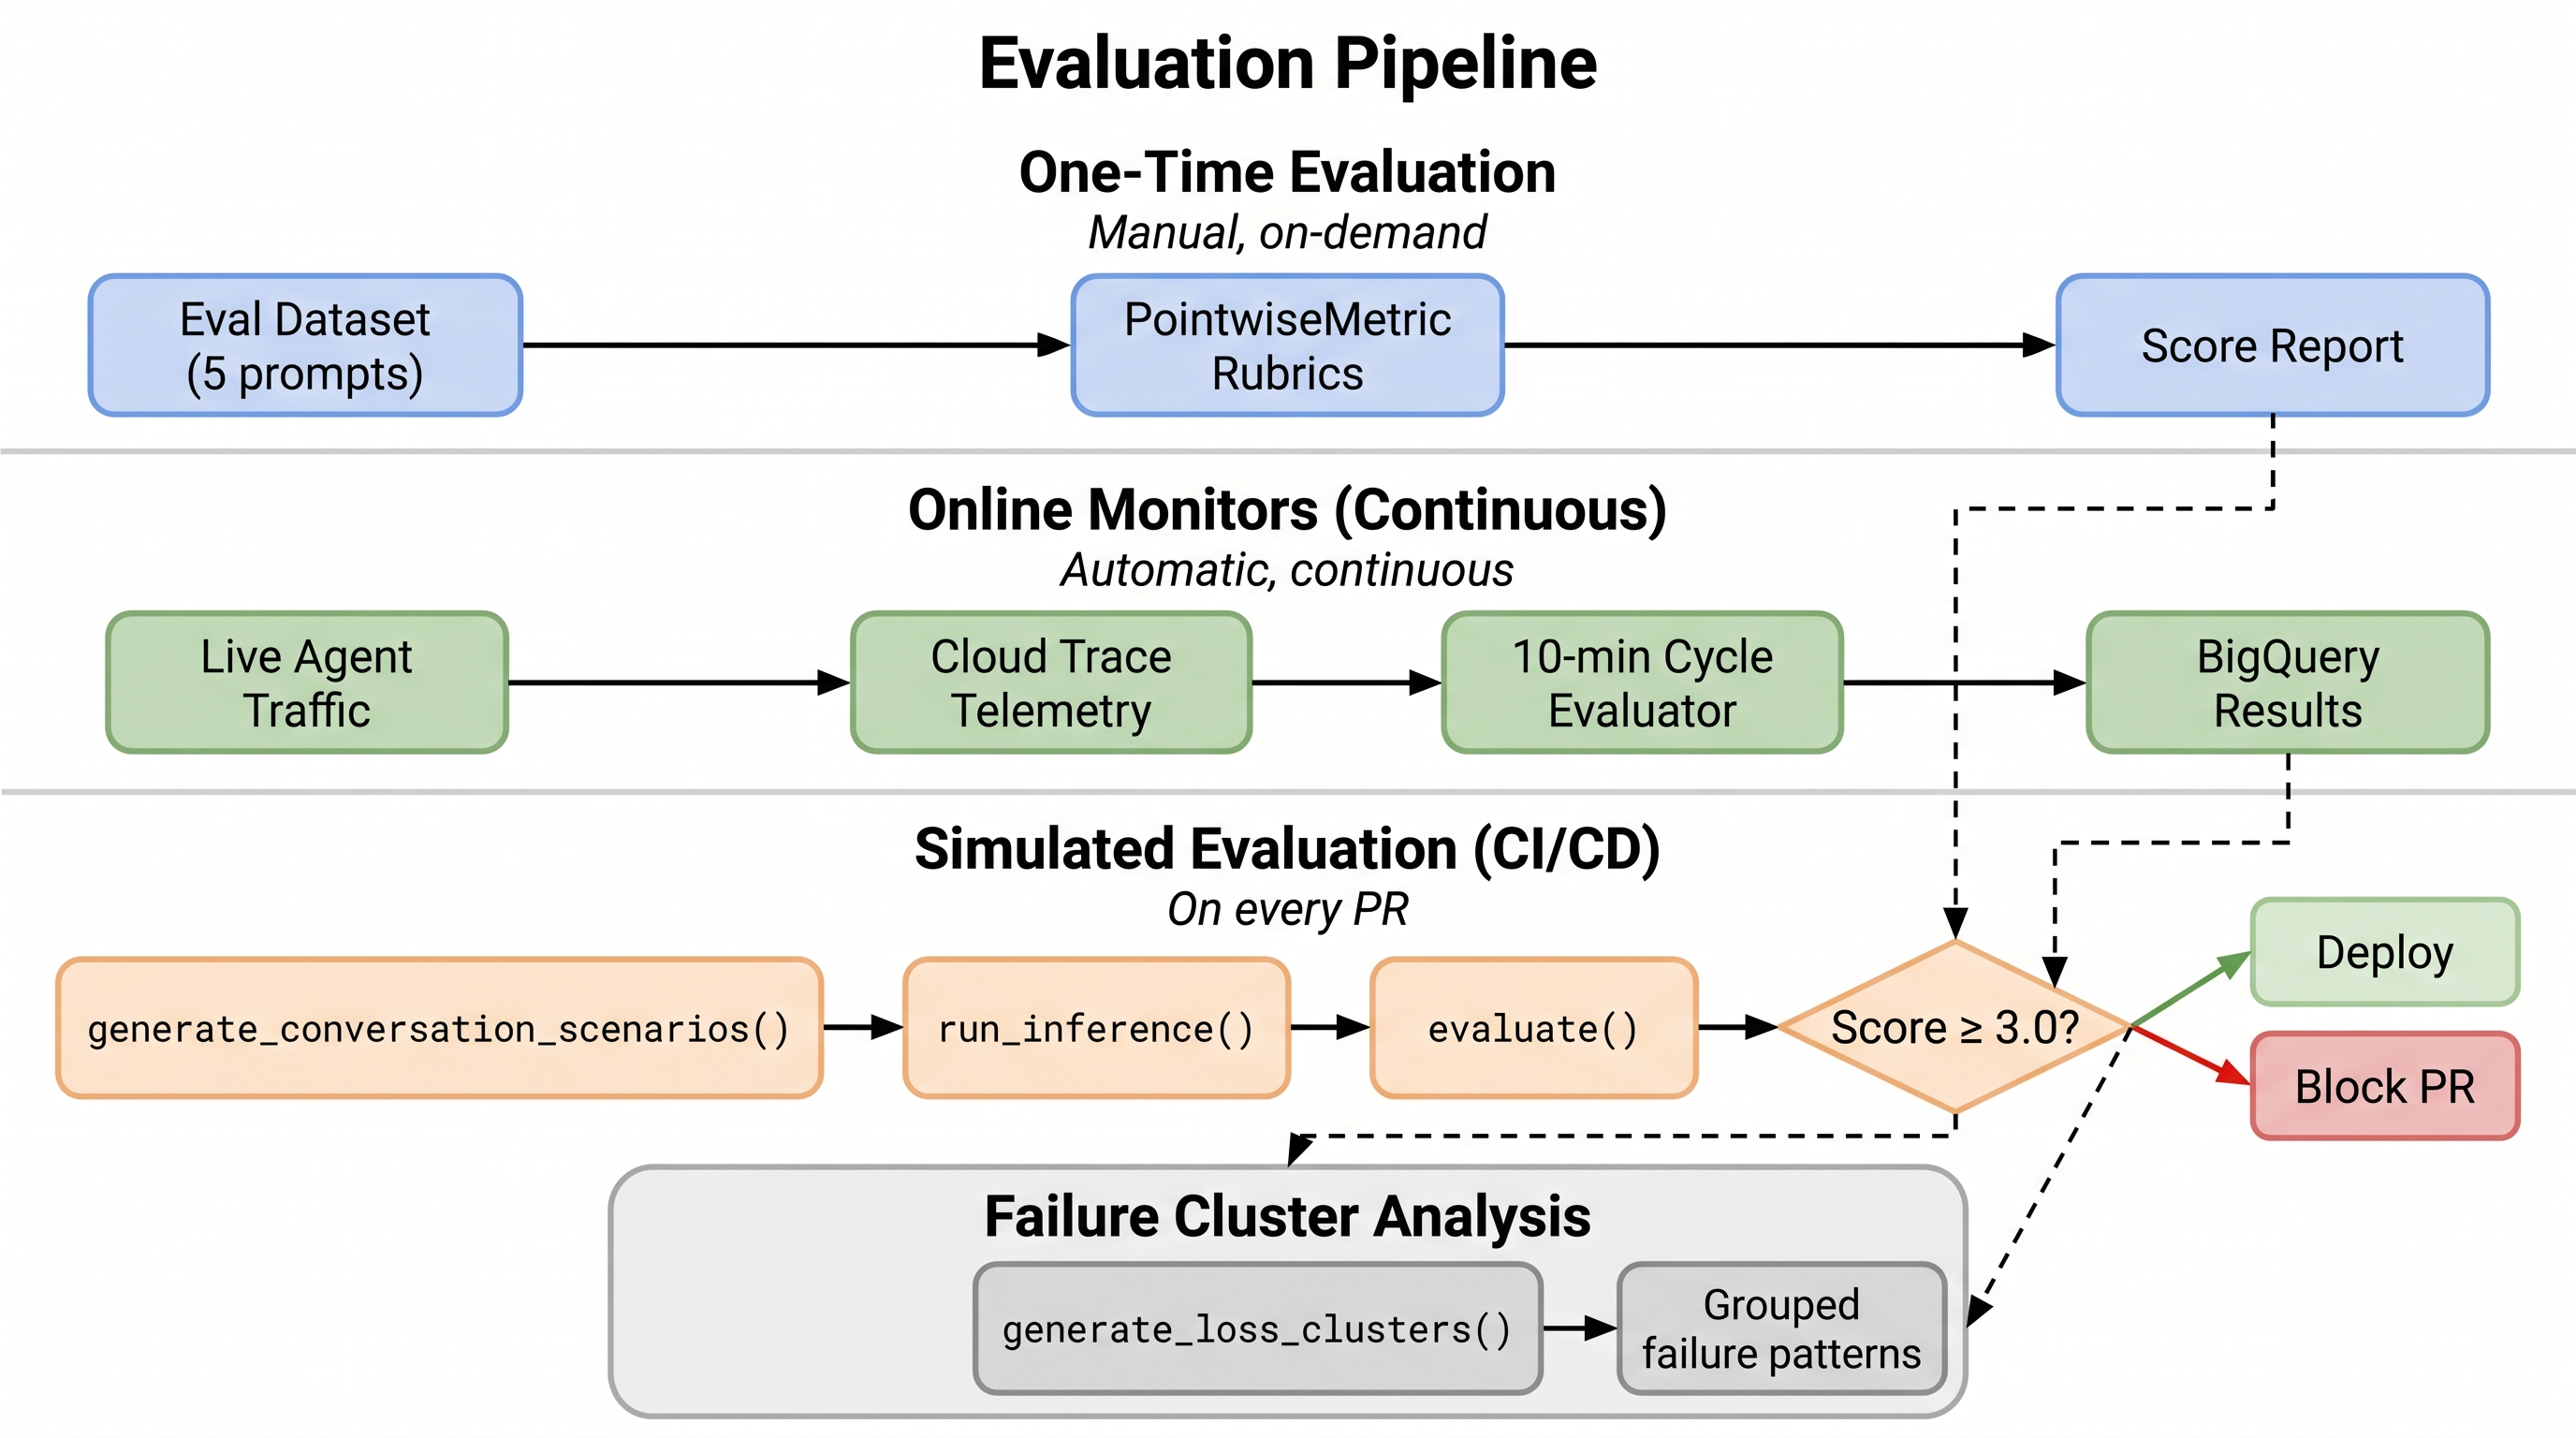 Evaluation Pipeline
One-Time Evaluation
Manual, on-demand
Eval Dataset
(5 prompts)
PointwiseMetric
Rubrics
Score Report
Online Monitors (Continuous)
Automatic, continuous
Live Agent
Traffic
Cloud Trace
Telemetry
10-min Cycle
Evaluator
BigQuery
Results
Simulated Evaluation (CI/CD)
On every PR
generate_conversation_scenarios()
run_inference()
evaluate()
Score ≥ 3.0?
Deploy
Block PR
Failure Cluster Analysis
generate_loss_clusters()
Grouped
failure patterns